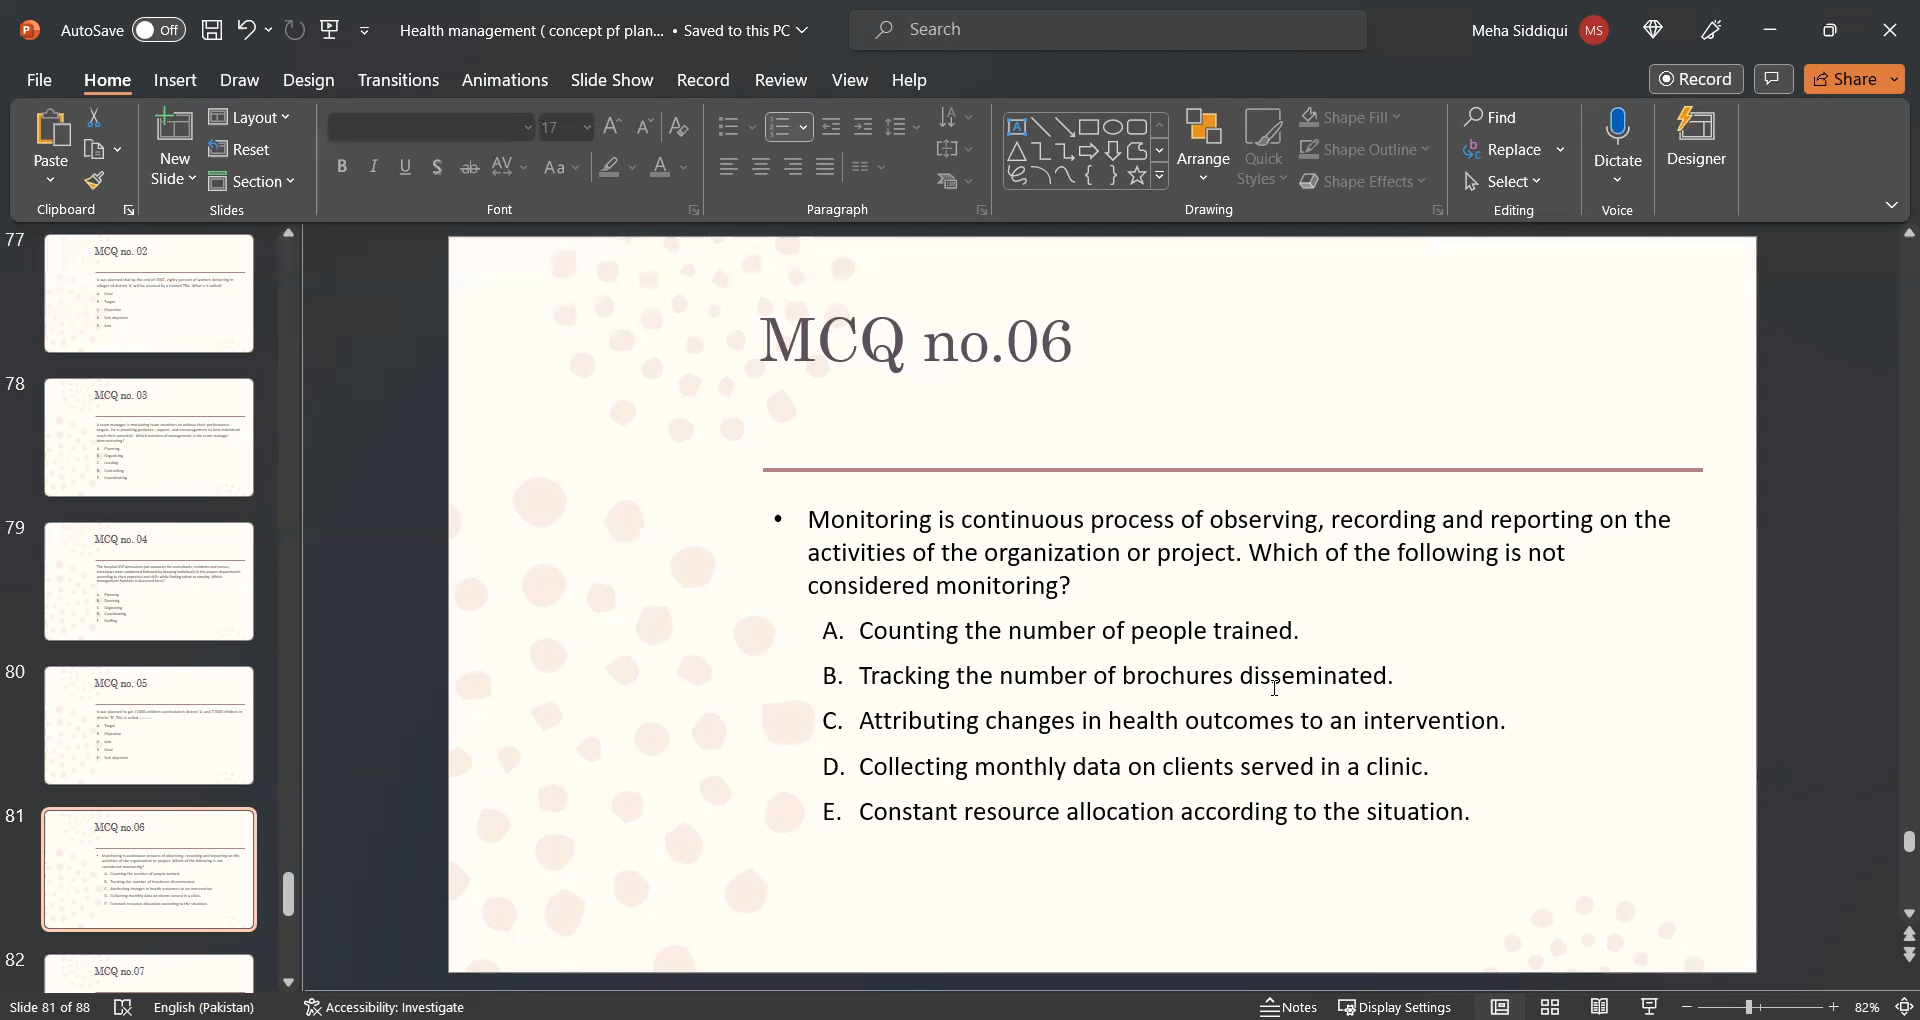 AutoSave Off
Health management ( concept pf plan... • Saved to this PC
Search
Meha Siddiqui MS
File Home Insert Draw Design Transitions Animations Slide Show Record Review View Help
Record
Share
Paste
Clipboard
New
Slide
Layout
Reset
Section
Slides
17
Font
Paragraph
Arrange
Quick
Styles
Shape Fill
Shape Outline
Shape Effects
Drawing
Find
Replace
Select
Editing
Dictate
Voice
Designer
77
MCQ no. 02
78
MCQ no. 03
79
MCQ no. 04
80
MCQ no. 05
81
MCQ no.06
82
MCQ no.07
MCQ no.06
• Monitoring is continuous process of observing, recording and reporting on the
activities of the organization or project. Which of the following is not
considered monitoring?
A. Counting the number of people trained.
B. Tracking the number of brochures disseminated.
C. Attributing changes in health outcomes to an intervention.
D. Collecting monthly data on clients served in a clinic.
E. Constant resource allocation according to the situation.
Slide 81 of 88 English (Pakistan) Accessibility: Investigate Notes Display Settings 82%